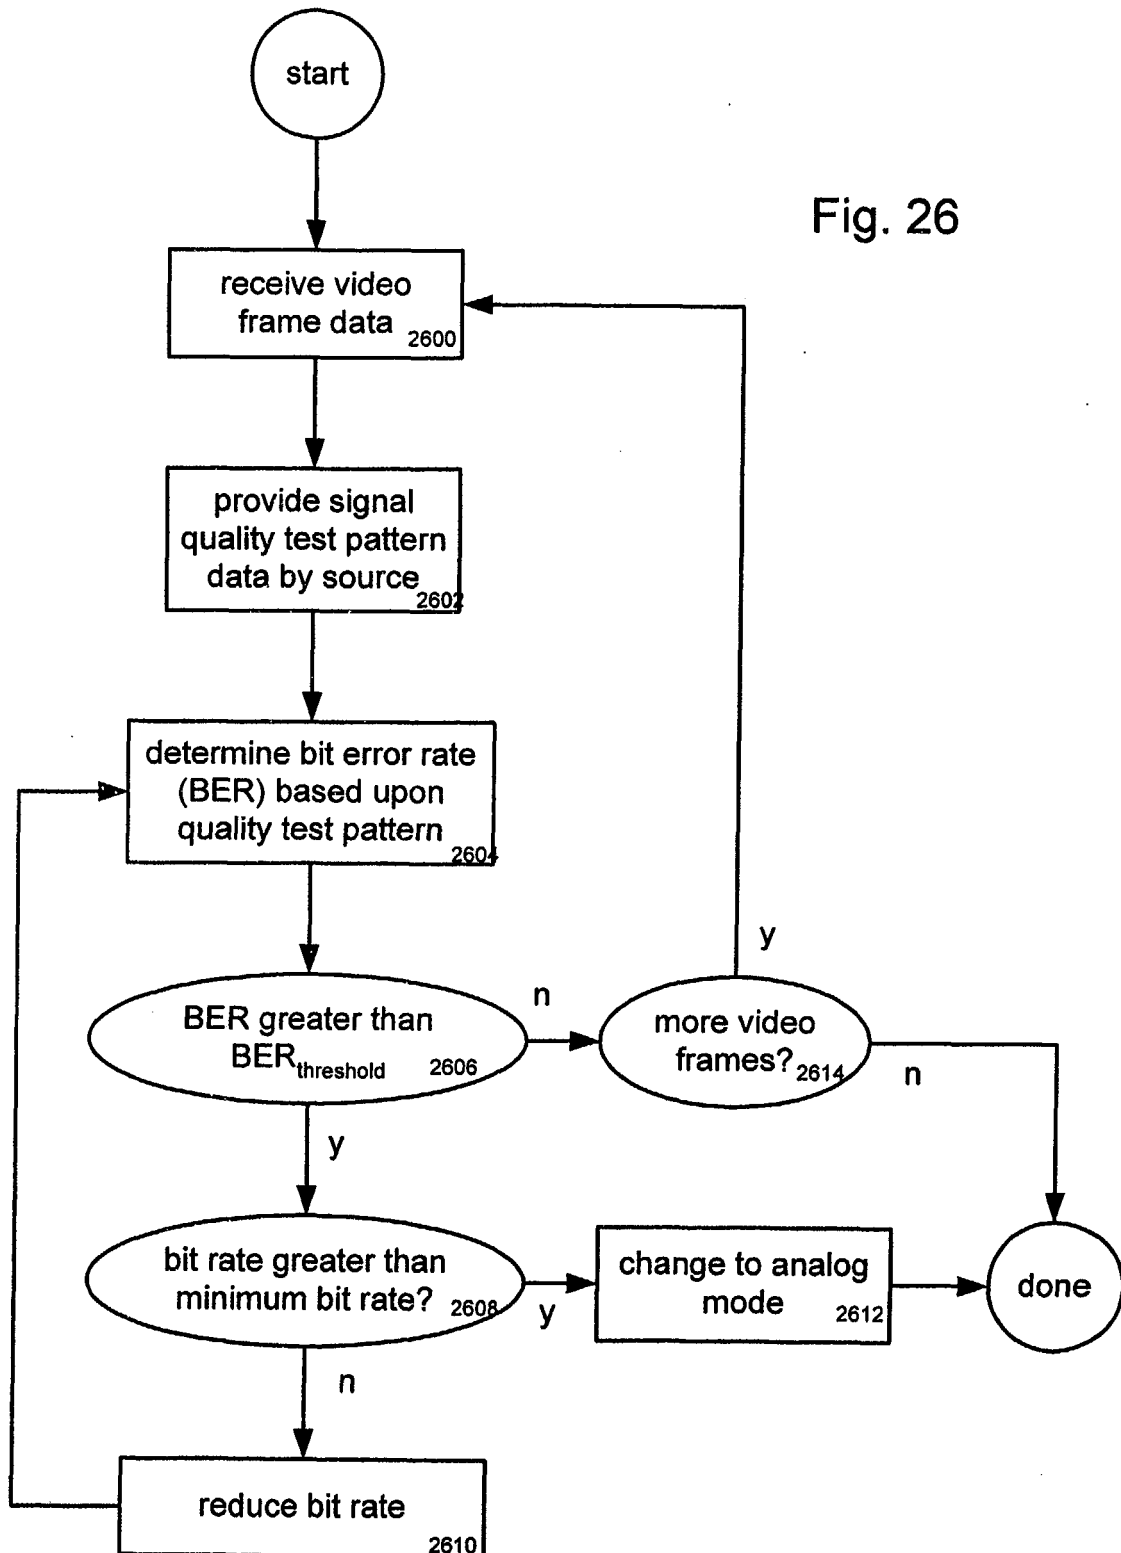 start
Fig. 26
receive video
frame data
2600
provide signal
quality test pattern
data by source
2602
determine bit error rate
(BER) based upon
quality test pattern
2604
y
BER greater than
BERthreshold
2606
n
more video
frames?
2614
n
y
bit rate greater than
minimum bit rate?
2608
y
change to analog
mode
2612
done
n
reduce bit rate
2610